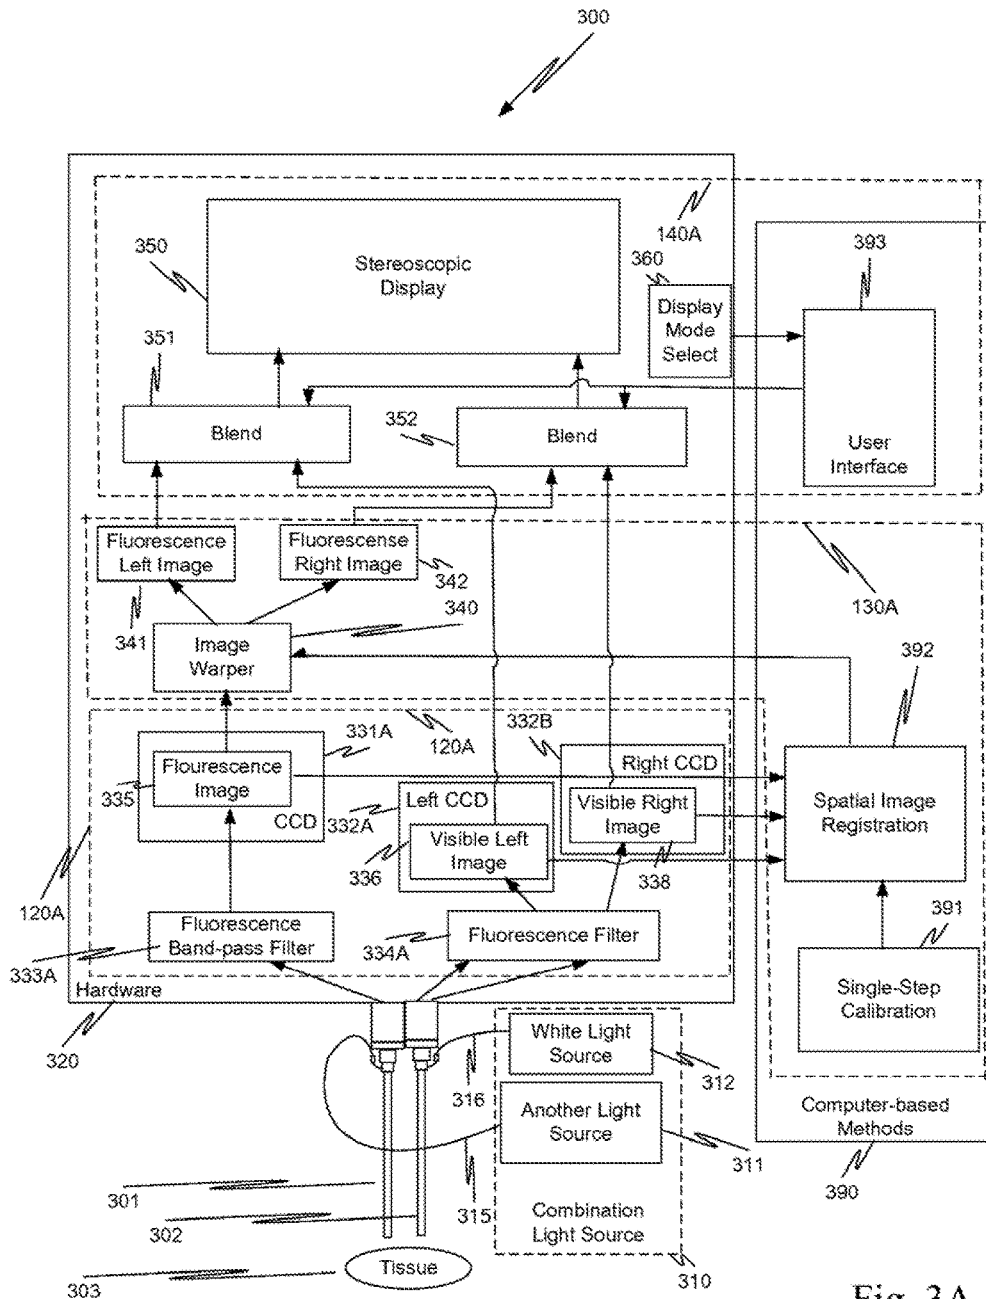 300
140A
350
Stereoscopic
Display
360
Display
Mode
Select
393
User
Interface
351
Blend
352
Blend
Fluorescence
Left Image
Fluorescense
Right Image
342
341
340
Image
Warper
130A
392
331A
120A
332B
335
Flourescence
Image
CCD
Right CCD
Visible Right
Image
332A
Left CCD
Visible Left
Image
336
338
Spatial Image
Registration
120A
391
333A
Fluorescence
Band-pass Filter
334A
Fluorescence Filter
Single-Step
Calibration
Hardware
320
White Light
Source
316
312
Another Light
Source
311
Computer-based
Methods
390
301
302
315
Combination
Light Source
310
303
Tissue
Fig. 3A